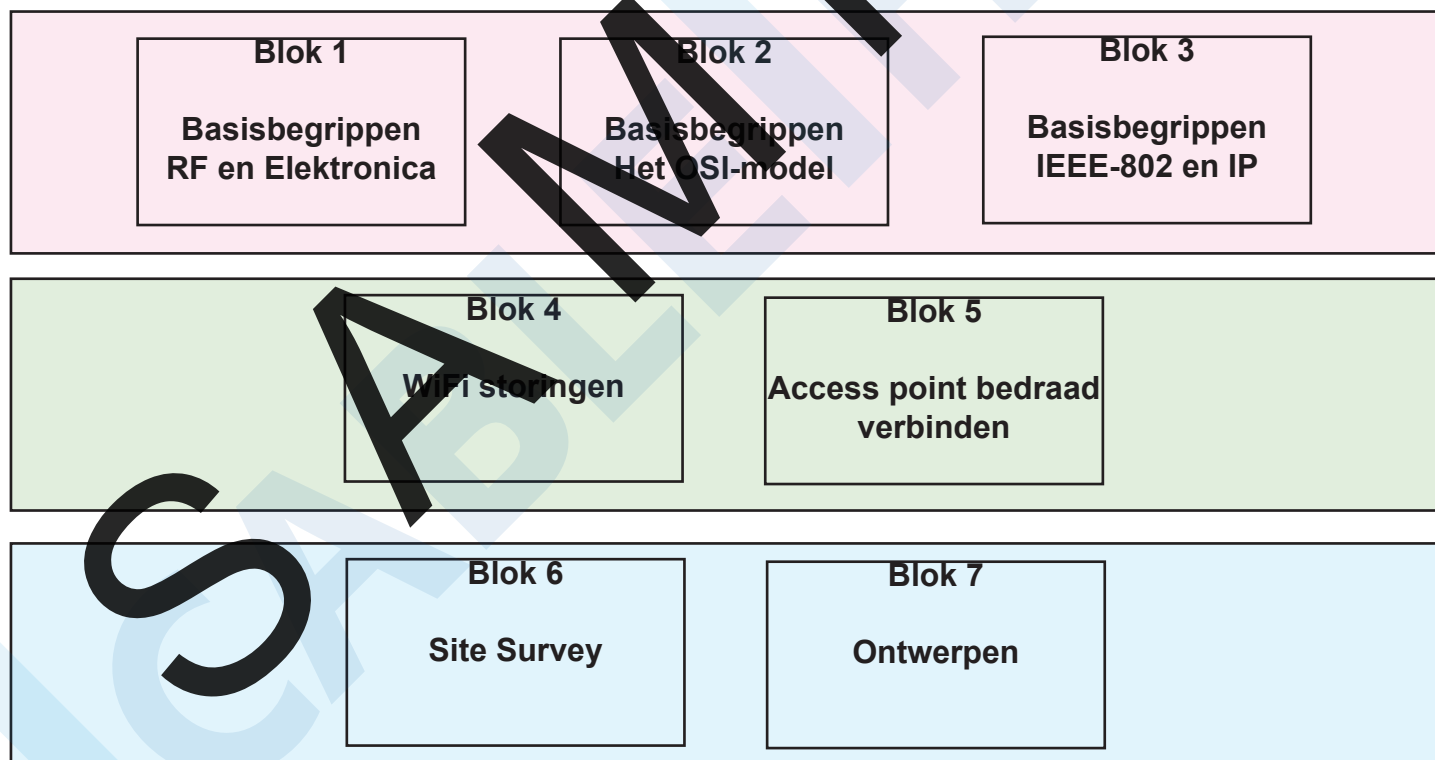 Blok 1
Basisbegrippen
RF en Elektronica
Blok 2
Basisbegrippen
Het OSI-model
Blok 3
Basisbegrippen
IEEE-802 en IP
Blok 4
WiFi storingen
Blok 5
Access point bedraad
verbinden
Blok 6
Site Survey
Blok 7
Ontwerpen